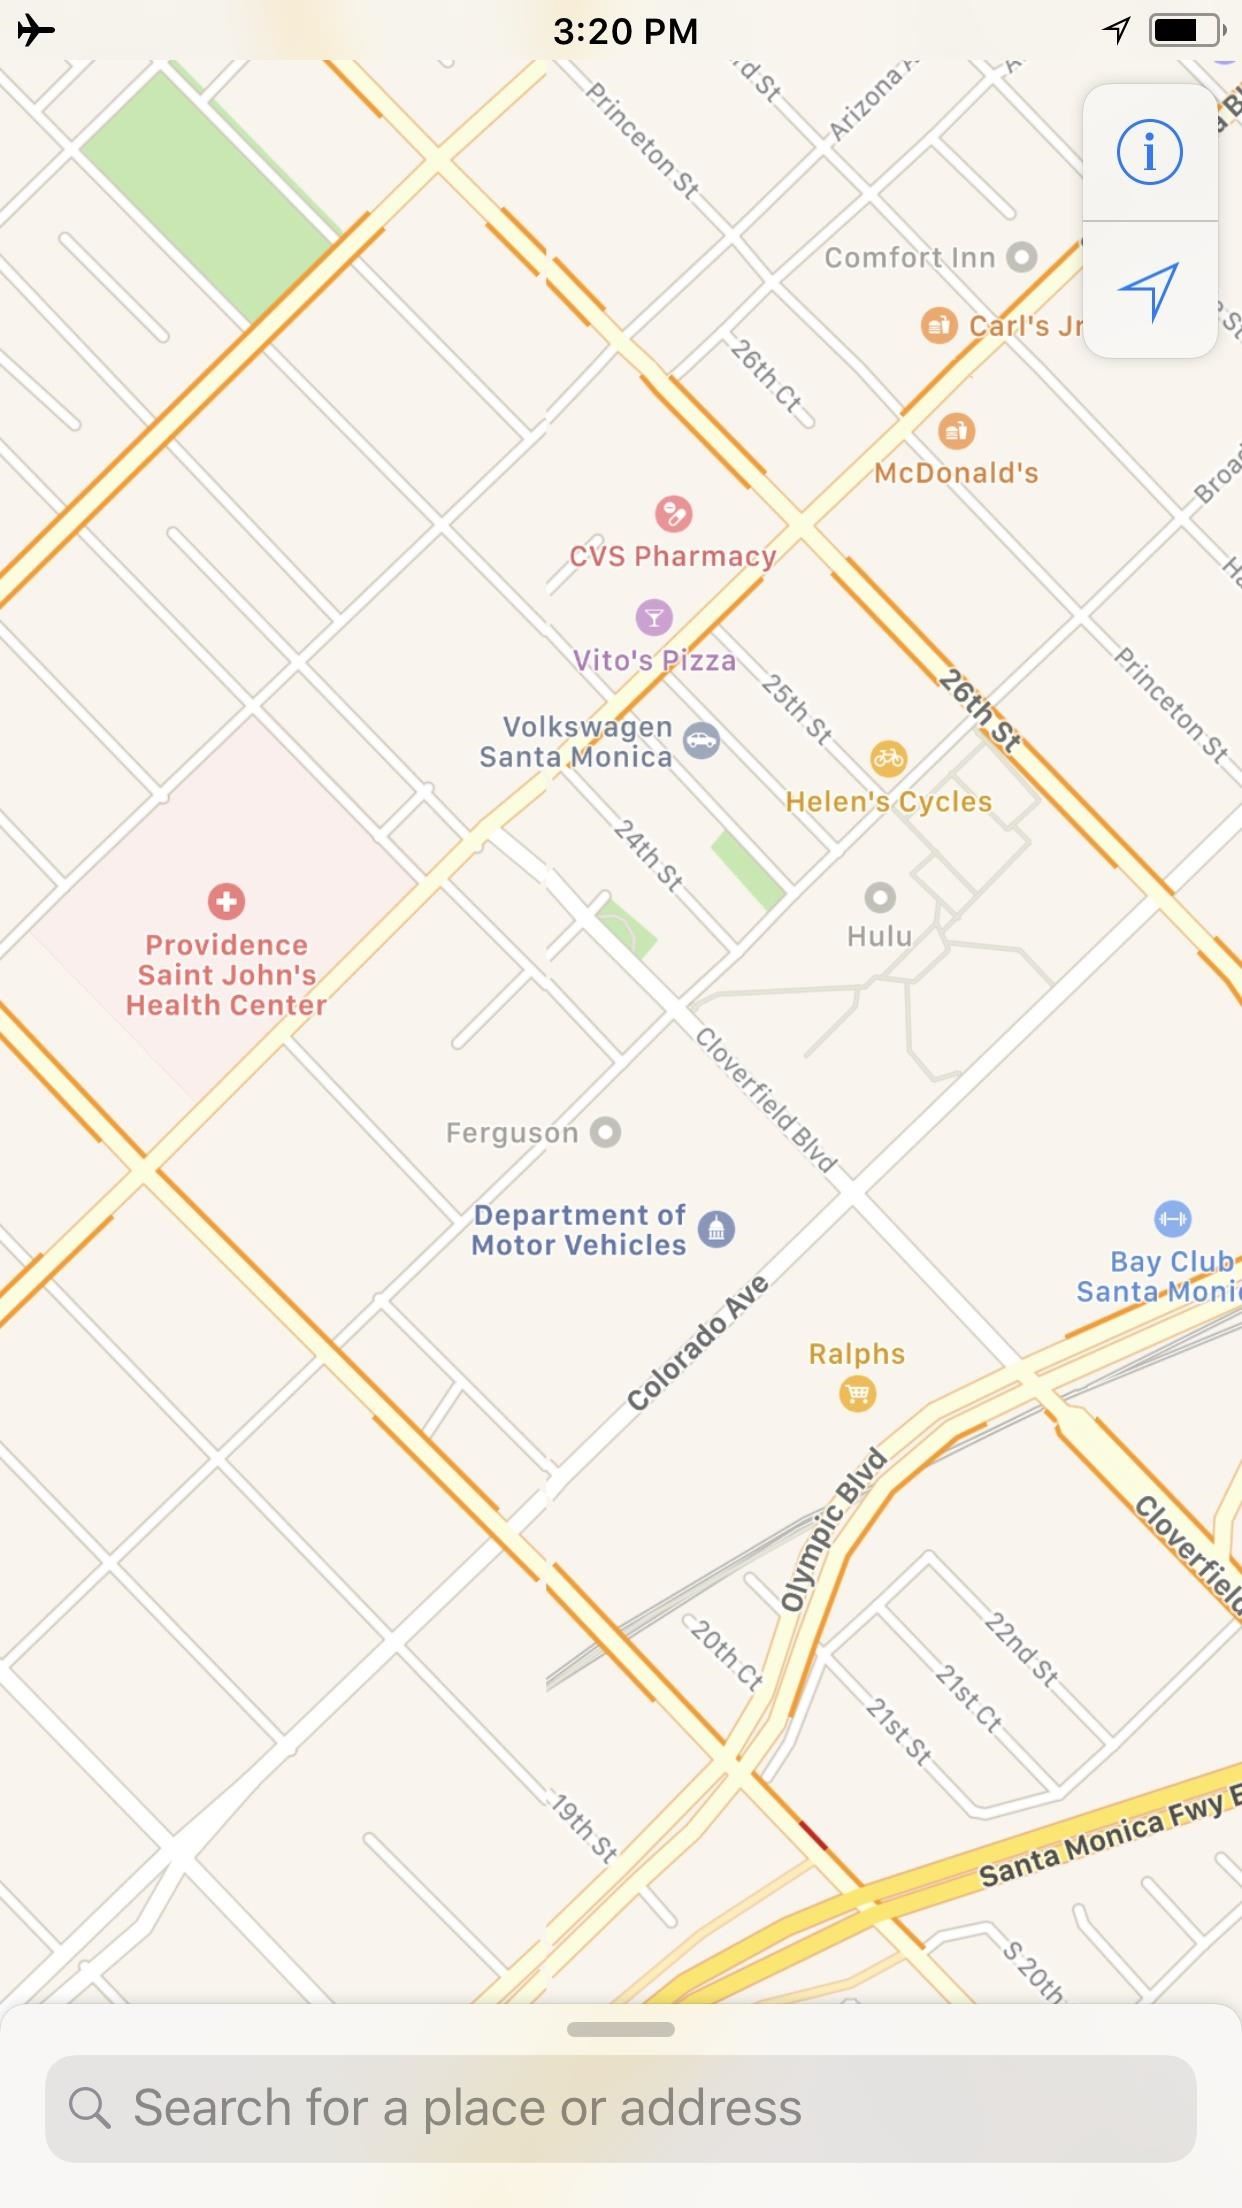 3:20 PM
Princeton St
Arizona A
Comfort Inn
Carl's Jr
26th Ct
McDonald's
CVS Pharmacy
Vito's Pizza
25th St
26th St
Princeton St
Volkswagen
Santa Monica
Helen's Cycles
24th St
Hulu
Providence
Saint John's
Health Center
Cloverfield Blvd
Ferguson
Department of
Motor Vehicles
Bay Club
Santa Monic
Colorado Ave
Ralphs
Olympic Blvd
Cloverfield
20th Ct
22nd St
21st Ct
21st St
19th St
Santa Monica Fwy E
S 20th
Search for a place or address